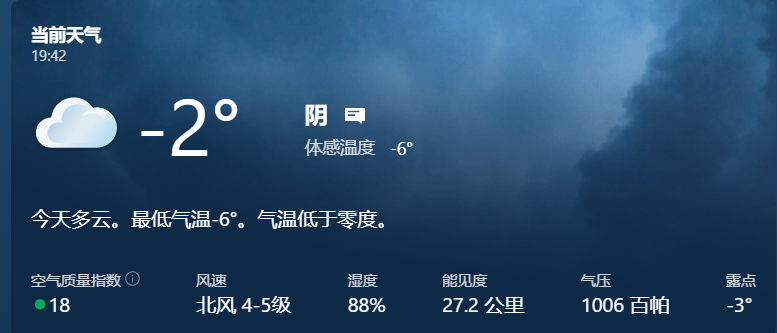 当前天气
19:42
-2°
阴
体感温度 -6°
今天多云。最低气温-6°。气温低于零度。
空气质量指数 风速 湿度 能见度 气压 露点
18 北风 4-5级 88% 27.2 公里 1006 百帕 -3°